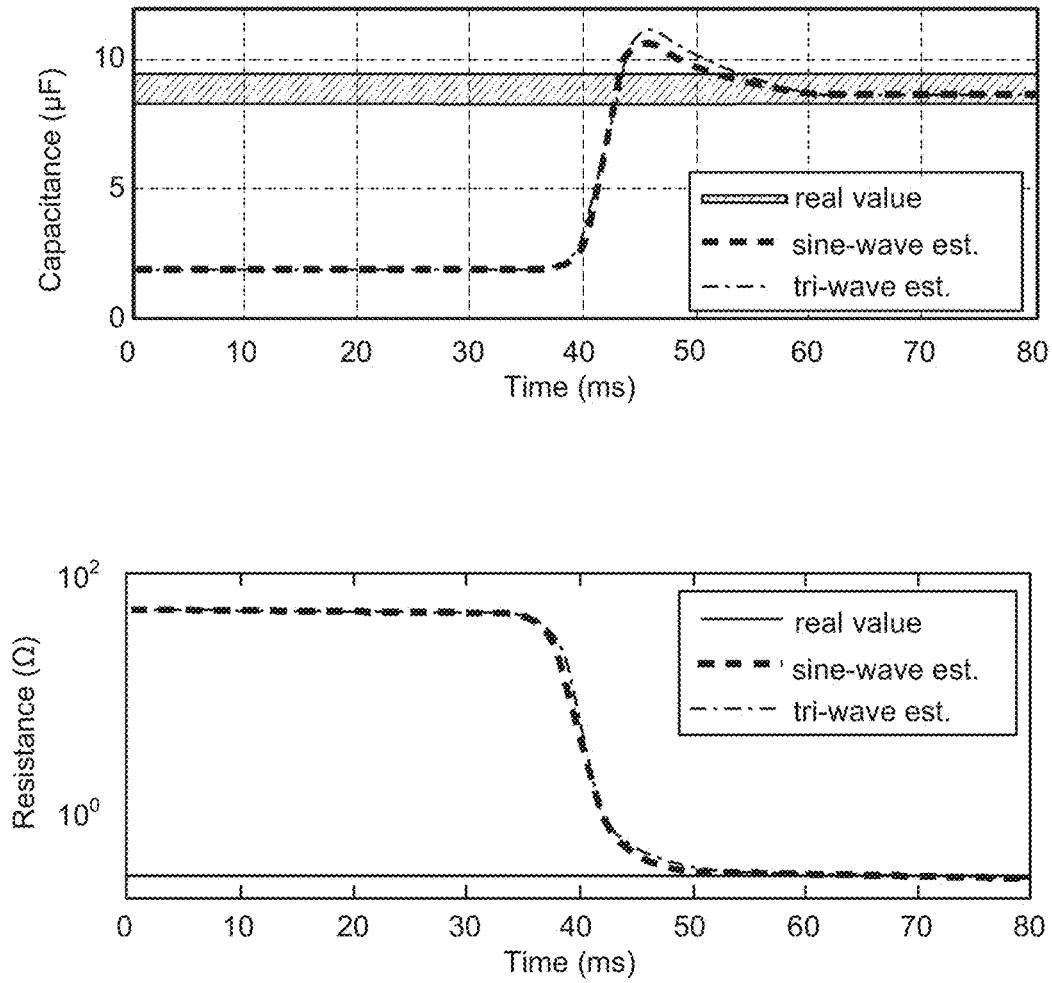 Capacitance (µF)
10
5
0
real value
sine-wave est.
tri-wave est.
0 10 20 30 40 50 60 70 80
Time (ms)
Resistance (Ω)
10²
10⁰
real value
sine-wave est.
tri-wave est.
0 10 20 30 40 50 60 70 80
Time (ms)